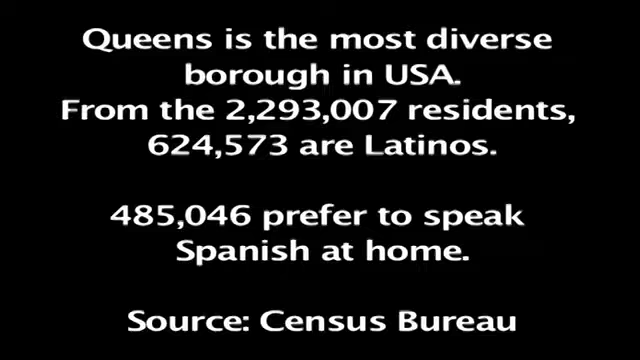 Queens is the most diverse
borough in USA.
From the 2,293,007 residents,
624,573 are Latinos.
485,046 prefer to speak
Spanish at home.
Source: Census Bureau